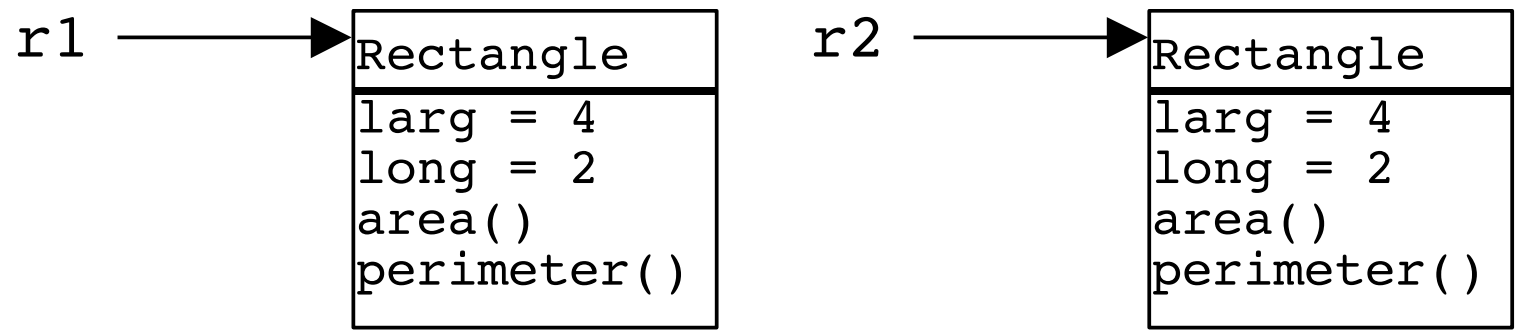 r1
Rectangle
larg = 4
long = 2
area()
perimeter()
r2
Rectangle
larg = 4
long = 2
area()
perimeter()